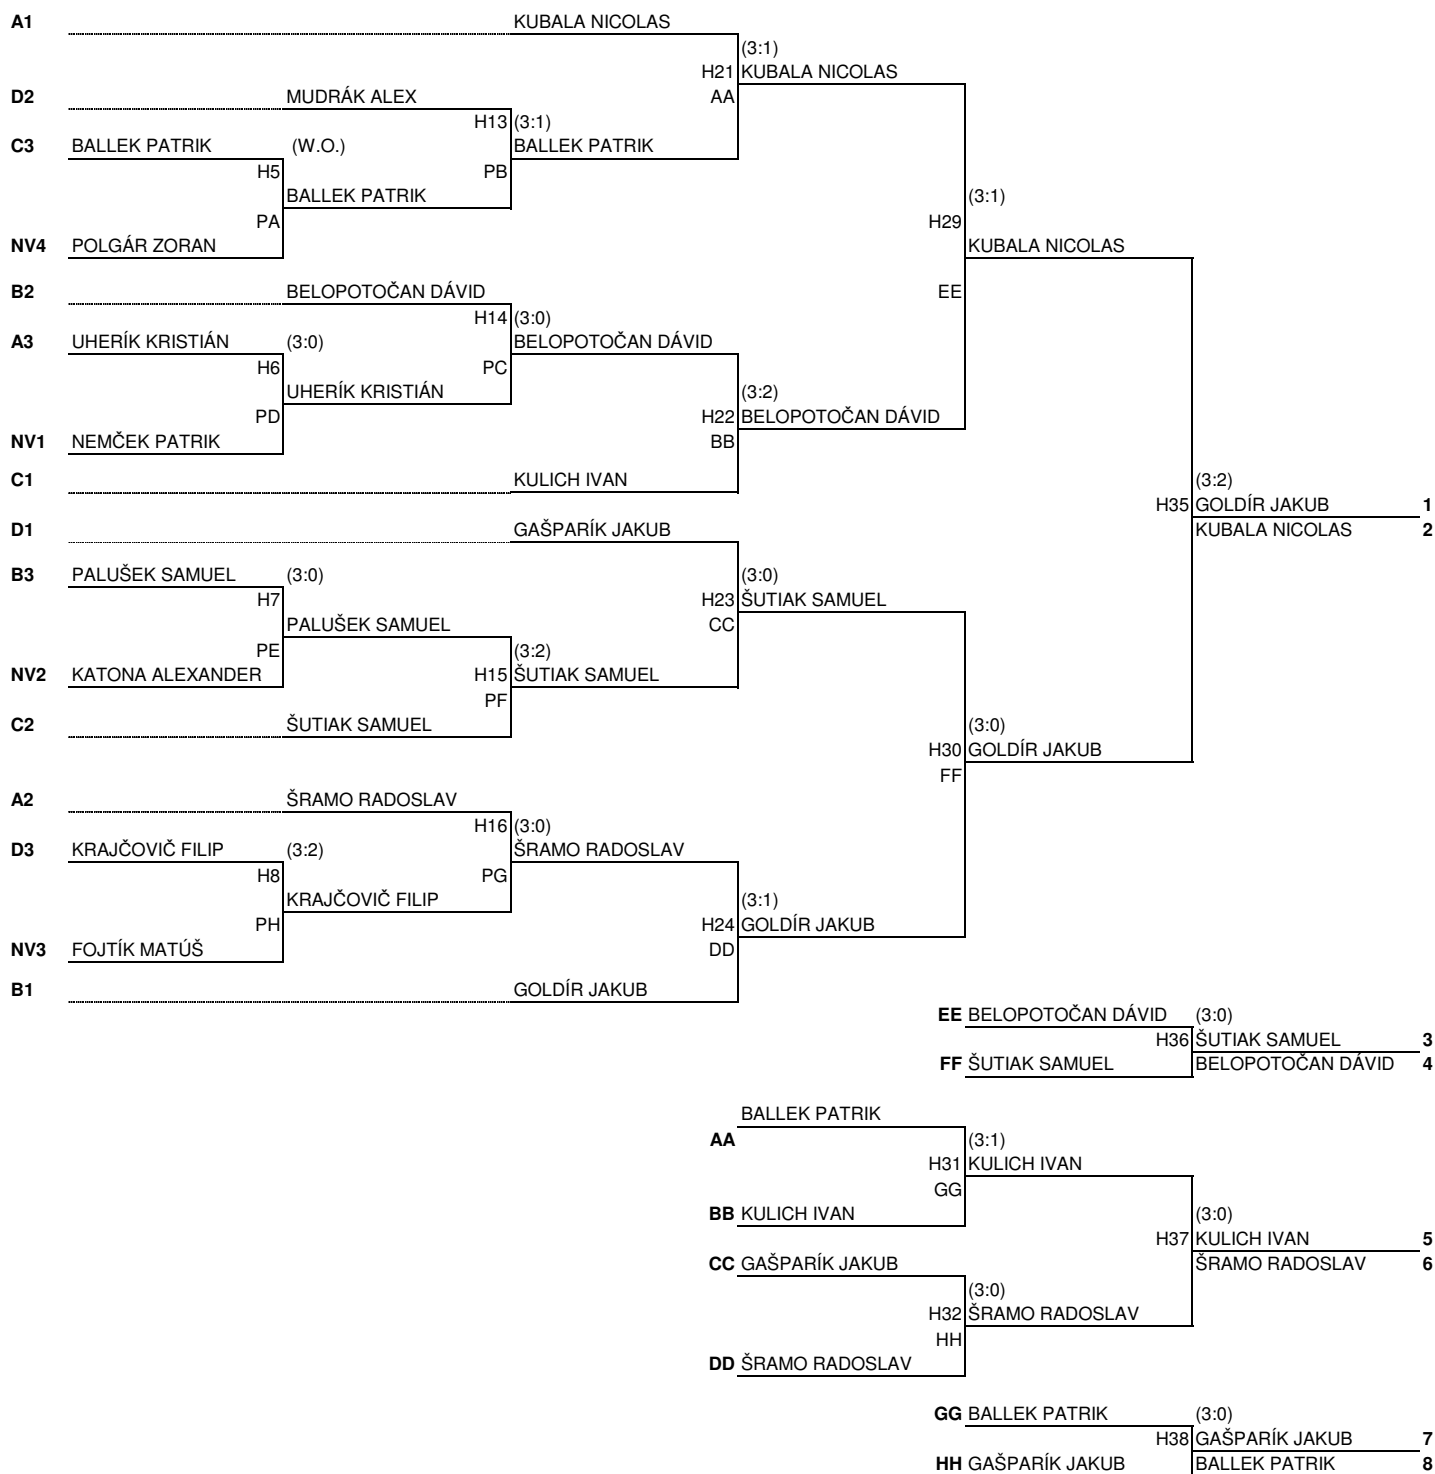 A1 KUBALA NICOLAS
(3:1)
H21 KUBALA NICOLAS
D2 MUDRÁK ALEX AA
H13 (3:1)
C3 BALLEK PATRIK (W.O.) BALLEK PATRIK
H5 PB
BALLEK PATRIK (3:1)
PA H29
NV4 POLGÁR ZORAN KUBALA NICOLAS
B2 BELOPOTOČAN DÁVID EE
H14 (3:0)
A3 UHERÍK KRISTIÁN (3:0) BELOPOTOČAN DÁVID
H6 PC
UHERÍK KRISTIÁN (3:2)
PD H22 BELOPOTOČAN DÁVID
NV1 NEMČEK PATRIK BB
C1 KULICH IVAN (3:2)
H35 GOLDÍR JAKUB 1
D1 GAŠPARÍK JAKUB KUBALA NICOLAS 2
B3 PALUŠEK SAMUEL (3:0) (3:0)
H7 H23 ŠUTIAK SAMUEL
PALUŠEK SAMUEL CC
PE (3:2)
NV2 KATONA ALEXANDER H15 ŠUTIAK SAMUEL
PF
C2 ŠUTIAK SAMUEL (3:0)
H30 GOLDÍR JAKUB
FF
A2 ŠRAMO RADOSLAV
H16 (3:0)
D3 KRAJČOVIČ FILIP (3:2) ŠRAMO RADOSLAV
H8 PG
KRAJČOVIČ FILIP (3:1)
PH H24 GOLDÍR JAKUB
NV3 FOJTÍK MATÚŠ DD
B1 GOLDÍR JAKUB
EE BELOPOTOČAN DÁVID (3:0)
H36 ŠUTIAK SAMUEL 3
FF ŠUTIAK SAMUEL BELOPOTOČAN DÁVID 4
BALLEK PATRIK
AA (3:1)
H31 KULICH IVAN
GG
BB KULICH IVAN (3:0)
H37 KULICH IVAN 5
CC GAŠPARÍK JAKUB ŠRAMO RADOSLAV 6
(3:0)
H32 ŠRAMO RADOSLAV
HH
DD ŠRAMO RADOSLAV
GG BALLEK PATRIK (3:0)
H38 GAŠPARÍK JAKUB 7
HH GAŠPARÍK JAKUB BALLEK PATRIK 8